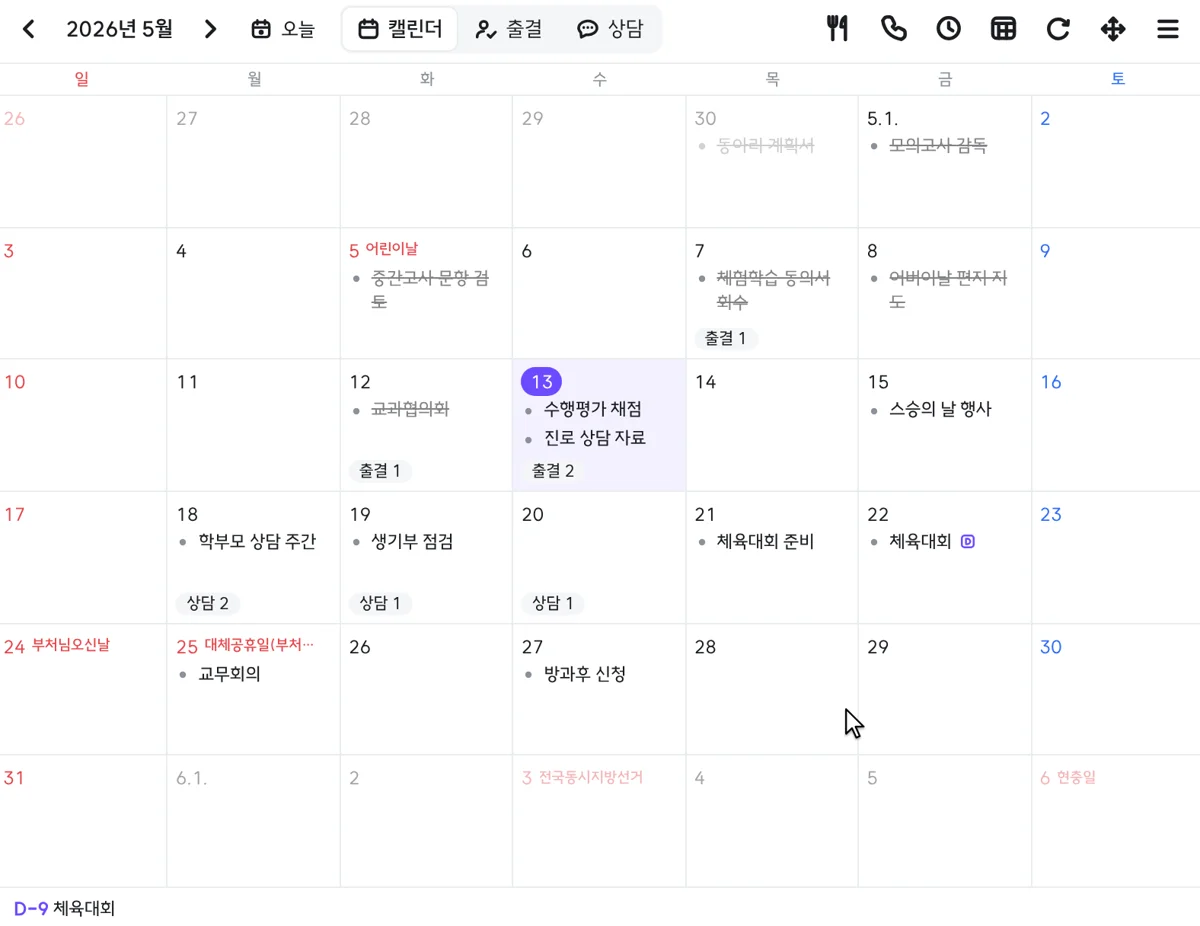 2026년 5월 오늘 캘린더 출결 상담
일 월 화 수 목 금 토
26 27 28 29 30 5.1. 2
동아리 계획서 모의고사 감독
3 4 5 어린이날 6 7 8 9
중간고사 문항 검토 체험학습 동의서 회수 어버이날 편지 지도
출결 1
10 11 12 13 14 15 16
교과협의회 수행평가 채점 스승의 날 행사
진로 상담 자료
출결 1 출결 2
17 18 19 20 21 22 23
학부모 상담 주간 생기부 점검 체육대회 준비 체육대회 D
상담 2 상담 1 상담 1
24 부처님오신날 25 대체공휴일(부처… 26 27 28 29 30
교무회의 방과후 신청
31 6.1. 2 3 전국동시지방선거 4 5 6 현충일
D-9 체육대회